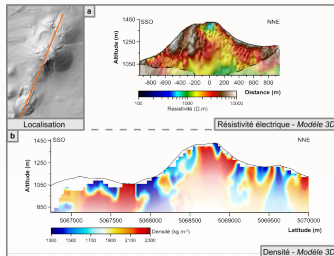 a
SSO
NNE
Altitude (m)
1450
1250
1050
-800 -600 -400 -200 0 200 400 600 800
Distance (m)
100 1000 10000
Resistivity (Ω.m)
Localisation
Résistivité électrique - Modèle 3D
b
SSO
NNE
Altitude (m)
1450
1250
1050
850
5067000 5067500 5068000 5068500 5069000 5069500 5070000
Latitude (m)
Densité (kg.m-3)
1300 1500 1700 1900 2100 2300
Densité - Modèle 3D